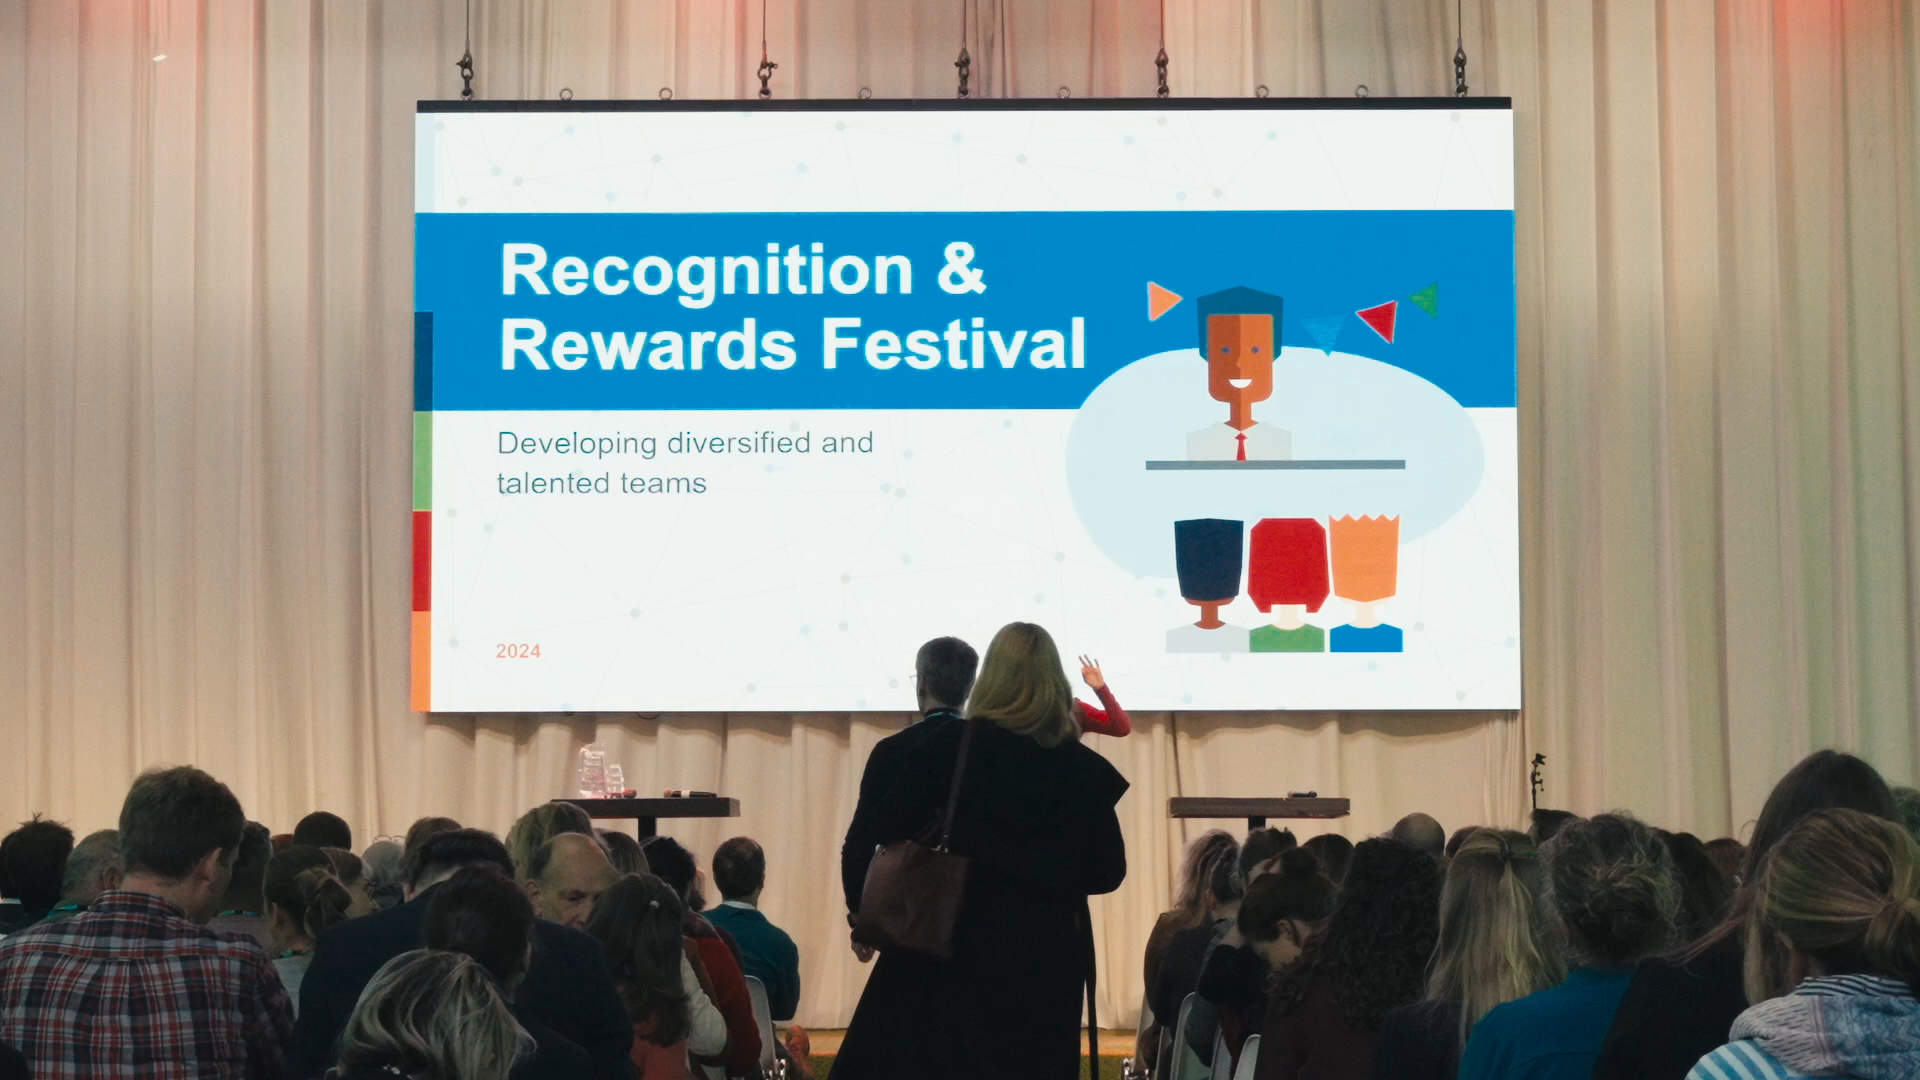 Recognition &
Rewards Festival
Developing diversified and
talented teams
2024